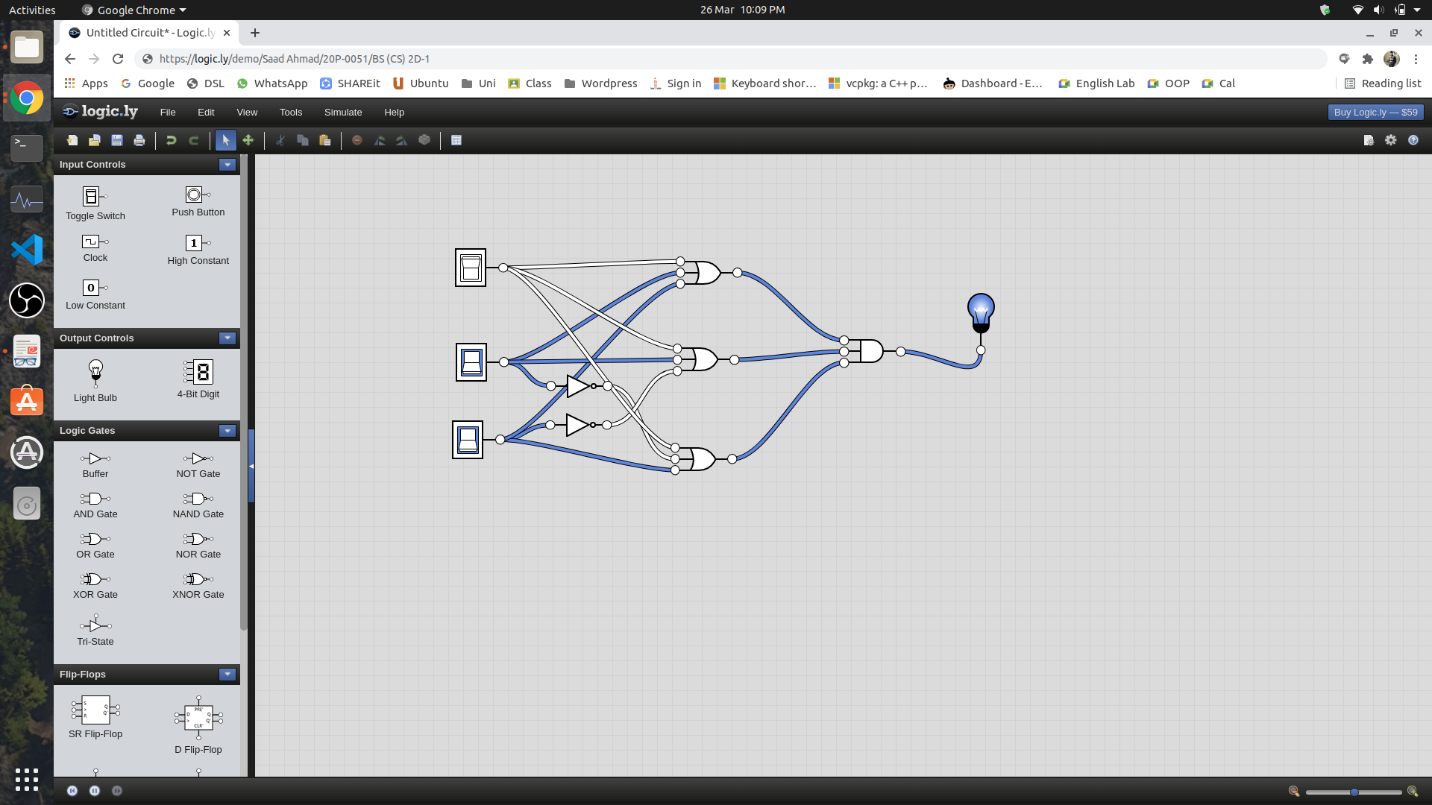 Activities
Google Chrome
26 Mar 10:09 PM
Untitled Circuit* - Logic.ly
https://logic.ly/demo/Saad Ahmad/20P-0051/BS (CS) 2D-1
Apps Google DSL WhatsApp SHAREit Ubuntu Uni Class Wordpress Sign in Keyboard shor... vcpkg: a C++ p... Dashboard - E... English Lab OOP Cal Reading list
logic.ly File Edit View Tools Simulate Help Buy Logic.ly — $59
Input Controls
Toggle Switch Push Button
Clock High Constant
1
Low Constant
0
Output Controls
Light Bulb 4-Bit Digit
8
Logic Gates
Buffer NOT Gate
AND Gate NAND Gate
OR Gate NOR Gate
XOR Gate XNOR Gate
Tri-State
Flip-Flops
SR Flip-Flop
D Flip-Flop